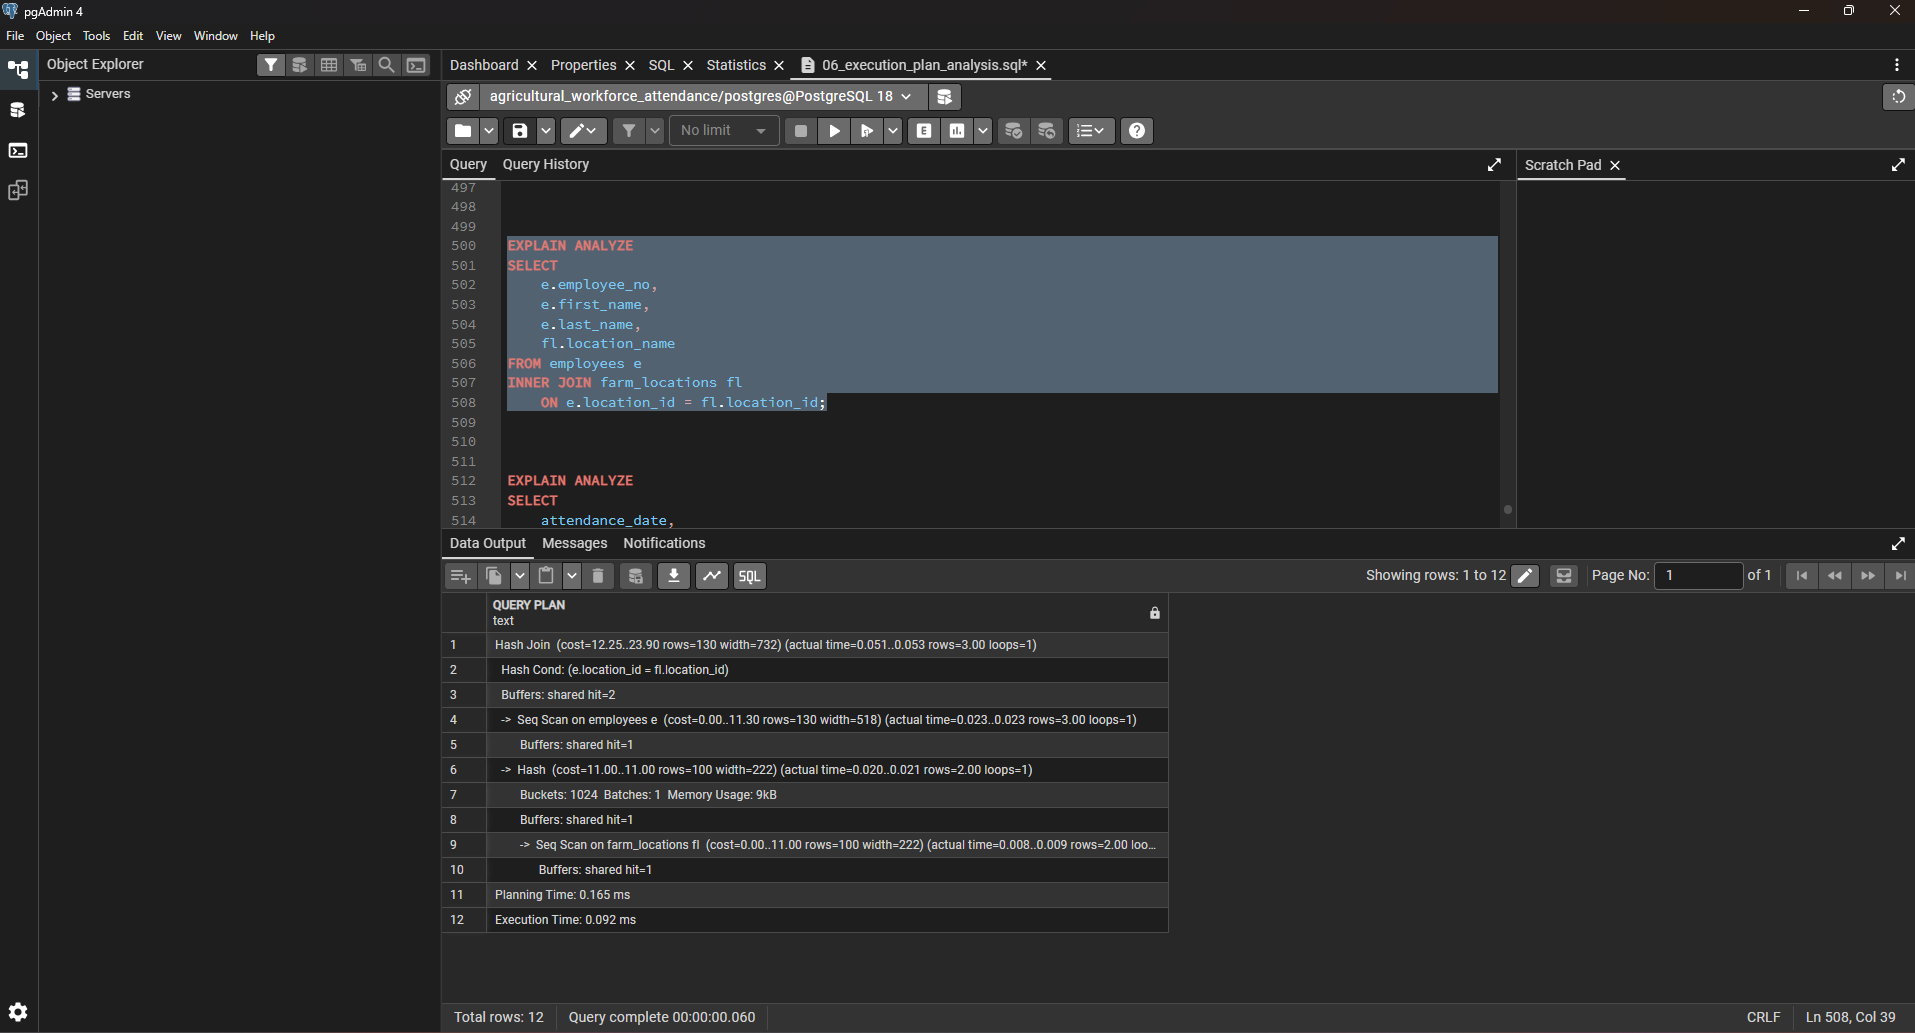 pgAdmin 4
File Object Tools Edit View Window Help
Object Explorer
Servers
Dashboard Properties SQL Statistics 06_execution_plan_analysis.sql*
agricultural_workforce_attendance/postgres@PostgreSQL 18
No limit
E
Query Query History
Scratch Pad
497
498
499
500 EXPLAIN ANALYZE
501 SELECT
502 e.employee_no,
503 e.first_name,
504 e.last_name,
505 fl.location_name
506 FROM employees e
507 INNER JOIN farm_locations fl
508 ON e.location_id = fl.location_id;
509
510
511
512 EXPLAIN ANALYZE
513 SELECT
514 attendance_date,
Data Output Messages Notifications
SQL
Showing rows: 1 to 12 Page No: 1 of 1
QUERY PLAN
text
1 Hash Join (cost=12.25..23.90 rows=130 width=732) (actual time=0.051..0.053 rows=3.00 loops=1)
2 Hash Cond: (e.location_id = fl.location_id)
3 Buffers: shared hit=2
4 -> Seq Scan on employees e (cost=0.00..11.30 rows=130 width=518) (actual time=0.023..0.023 rows=3.00 loops=1)
5 Buffers: shared hit=1
6 -> Hash (cost=11.00..11.00 rows=100 width=222) (actual time=0.020..0.021 rows=2.00 loops=1)
7 Buckets: 1024 Batches: 1 Memory Usage: 9kB
8 Buffers: shared hit=1
9 -> Seq Scan on farm_locations fl (cost=0.00..11.00 rows=100 width=222) (actual time=0.008..0.009 rows=2.00 loo...
10 Buffers: shared hit=1
11 Planning Time: 0.165 ms
12 Execution Time: 0.092 ms
Total rows: 12 Query complete 00:00:00.060 CRLF Ln 508, Col 39